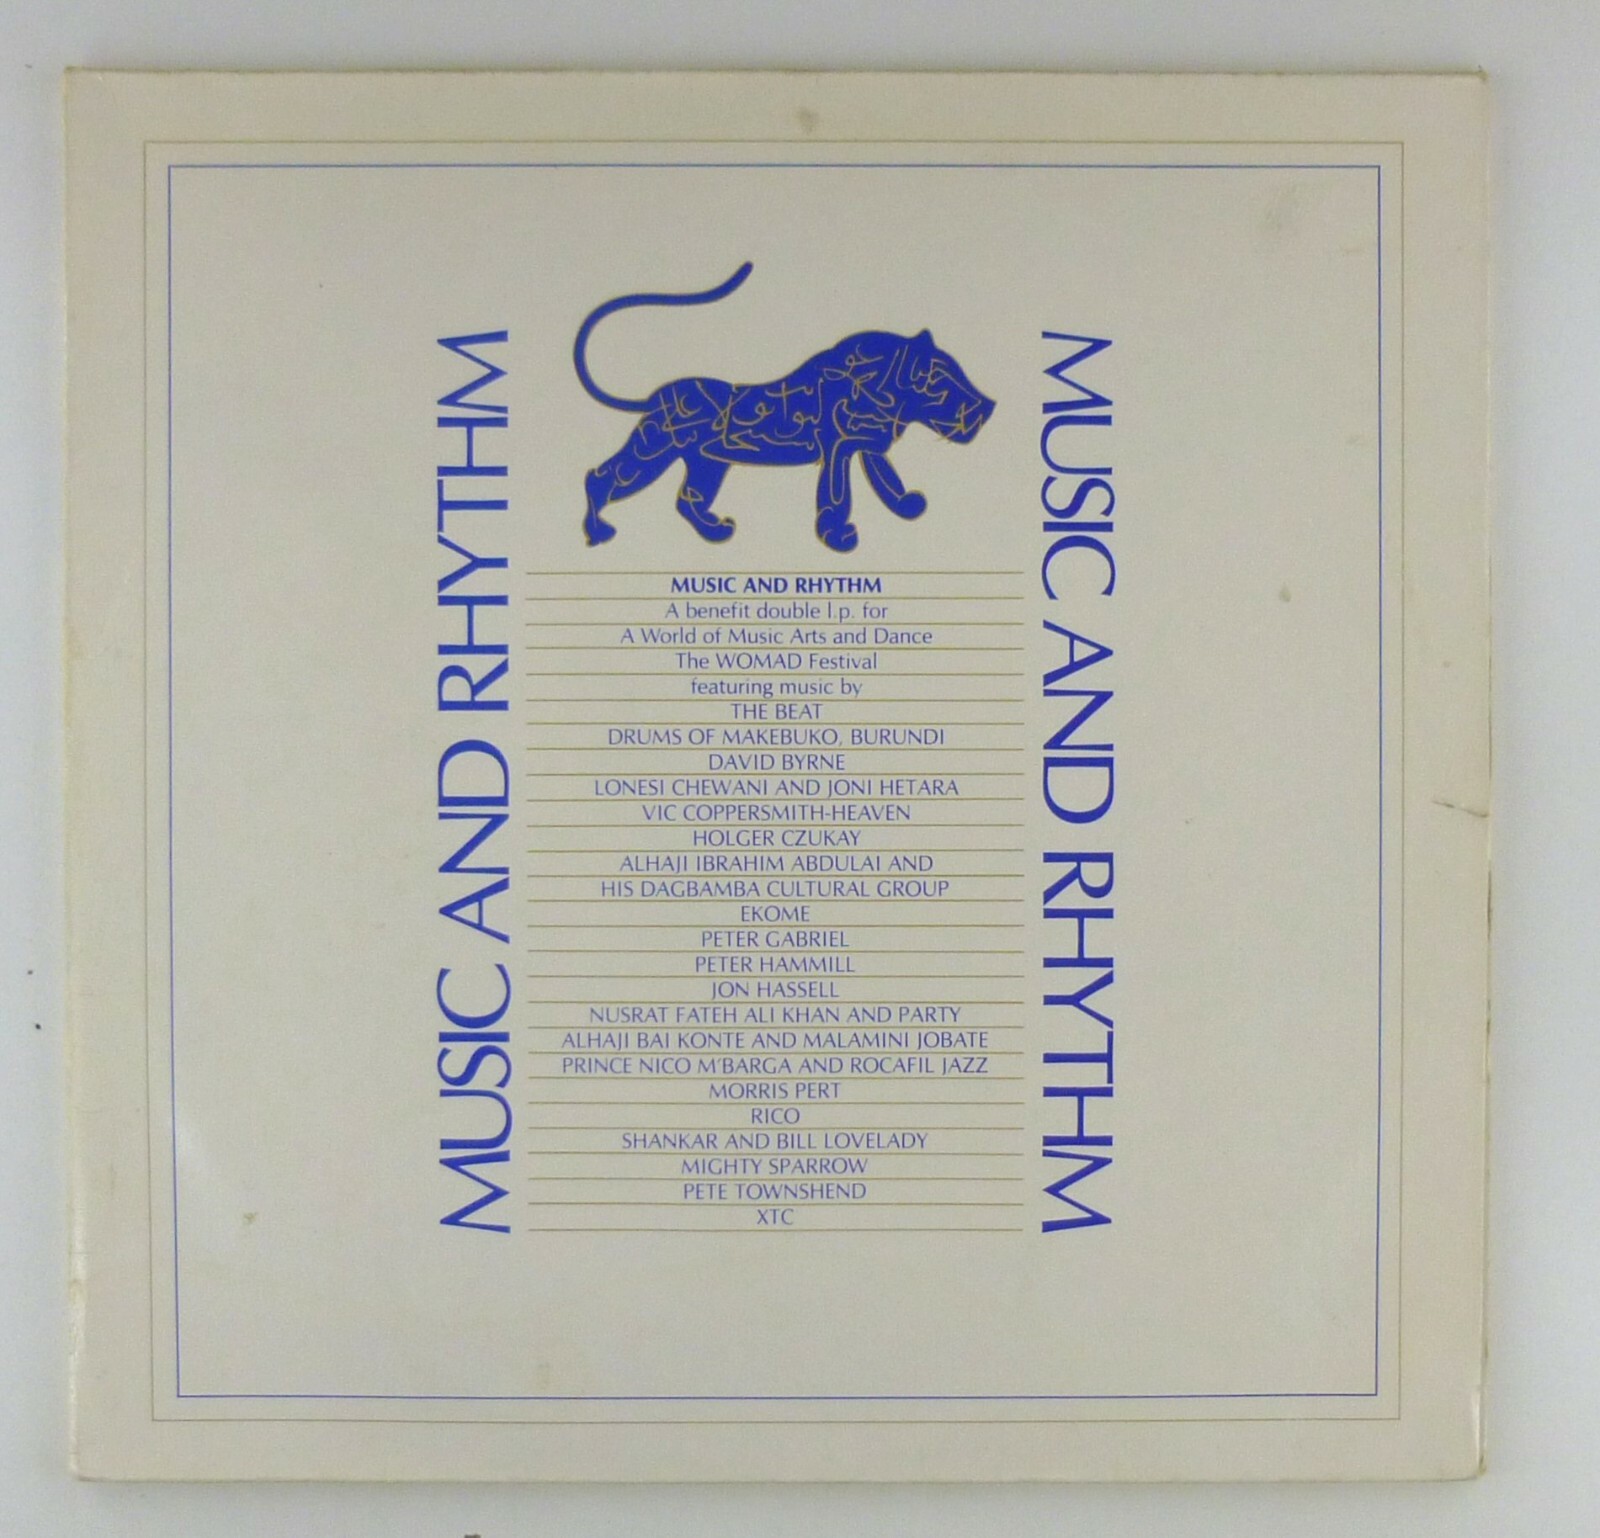 MUSIC AND RHYTHM
MUSIC AND RHYTHM
MUSIC AND RHYTHM
A benefit double l.p. for
A World of Music Arts and Dance
The WOMAD Festival
featuring music by
THE BEAT
DRUMS OF MAKEBUKO, BURUNDI
DAVID BYRNE
LONESI CHEWANI AND JONI HETARA
VIC COPPERSMITH-HEAVEN
HOLGER CZUKAY
ALHAJI IBRAHIM ABDULAI AND
HIS DAGBAMBA CULTURAL GROUP
EKOME
PETER GABRIEL
PETER HAMMILL
JON HASSELL
NUSRAT FATEH ALI KHAN AND PARTY
ALHAJI BAI KONTE AND MALAMINI JOBATE
PRINCE NICO M'BARGA AND ROCAFIL JAZZ
MORRIS PERT
RICO
SHANKAR AND BILL LOVELADY
MIGHTY SPARROW
PETE TOWNSHEND
XTC